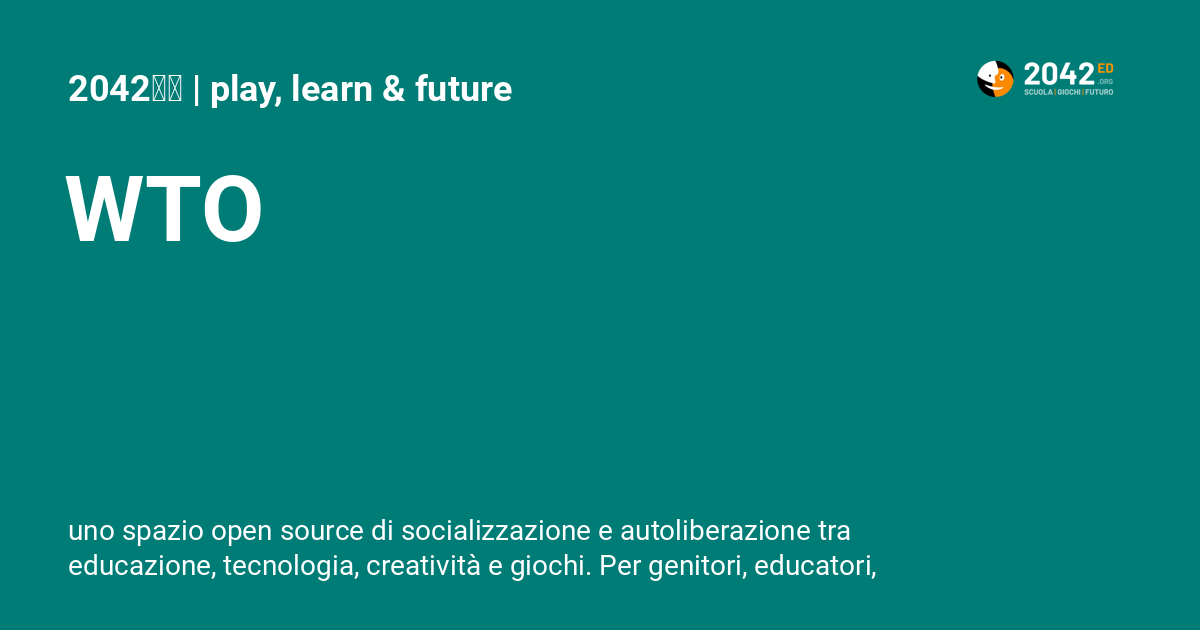 2042 | play, learn & future
2042 ED
.ORG
SCUOLA | GIOCHI | FUTURO
WTO
uno spazio open source di socializzazione e autoliberazione tra
educazione, tecnologia, creatività e giochi. Per genitori, educatori,